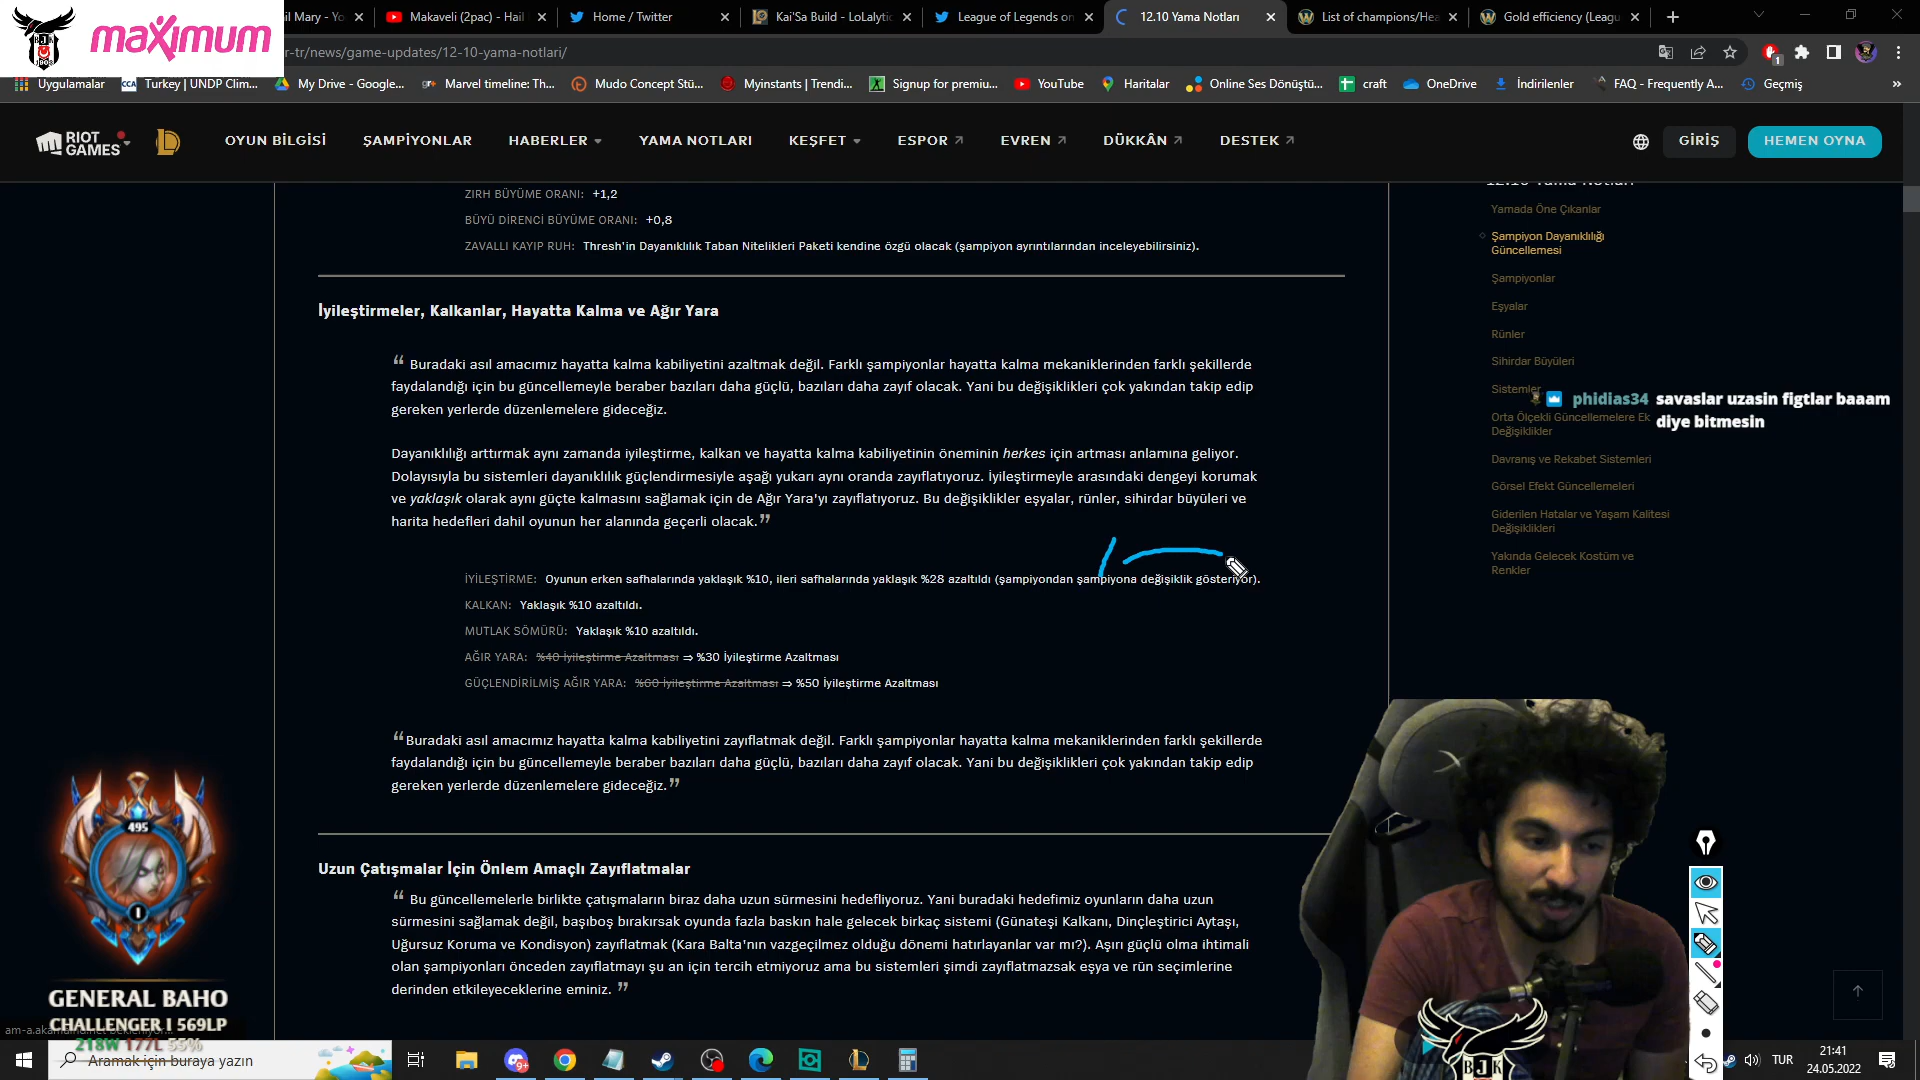 maximum
BJK
1903
il Mary - Yo
Makaveli (2pac) - Hail
Home / Twitter
Kai'Sa Build - LoLalytic
League of Legends on
12.10 Yama Notları
List of champions/Hea
Gold efficiency (Leagu
r-tr/news/game-updates/12-10-yama-notlari/
1
Uygulamalar
CCA Turkey | UNDP Clim...
My Drive - Google...
Marvel timeline: Th...
Mudo Concept Stü...
Myinstants | Trendi...
Signup for premiu...
YouTube
Haritalar
Online Ses Dönüştü...
craft
OneDrive
İndirilenler
FAQ - Frequently A...
Geçmiş
»
RIOT GAMES
OYUN BİLGİSİ
ŞAMPİYONLAR
HABERLER
YAMA NOTLARI
KEŞFET
ESPOR
EVREN
DÜKKÂN
DESTEK
GİRİŞ
HEMEN OYNA
ZIRH BÜYÜME ORANI: +1,2
BÜYÜ DİRENCİ BÜYÜME ORANI: +0,8
ZAVALLI KAYIP RUH: Thresh'in Dayanıklılık Taban Nitelikleri Paketi kendine özgü olacak (şampiyon ayrıntılarından inceleyebilirsiniz).
İyileştirmeler, Kalkanlar, Hayatta Kalma ve Ağır Yara
“ Buradaki asıl amacımız hayatta kalma kabiliyetini azaltmak değil. Farklı şampiyonlar hayatta kalma mekaniklerinden farklı şekillerde
faydalandığı için bu güncellemeyle beraber bazıları daha güçlü, bazıları daha zayıf olacak. Yani bu değişiklikleri çok yakından takip edip
gereken yerlerde düzenlemelere gideceğiz.
Dayanıklılığı arttırmak aynı zamanda iyileştirme, kalkan ve hayatta kalma kabiliyetinin öneminin herkes için artması anlamına geliyor.
Dolayısıyla bu sistemleri dayanıklılık güçlendirmesiyle aşağı yukarı aynı oranda zayıflatıyoruz. İyileştirmeyle arasındaki dengeyi korumak
ve yaklaşık olarak aynı güçte kalmasını sağlamak için de Ağır Yara'yı zayıflatıyoruz. Bu değişiklikler eşyalar, rünler, sihirdar büyüleri ve
harita hedefleri dahil oyunun her alanında geçerli olacak.”
İYİLEŞTİRME: Oyunun erken safhalarında yaklaşık %10, ileri safhalarında yaklaşık %28 azaltıldı (şampiyondan şampiyona değişiklik gösteriyor).
KALKAN: Yaklaşık %10 azaltıldı.
MUTLAK SÖMÜRÜ: Yaklaşık %10 azaltıldı.
AĞIR YARA: %40 İyileştirme Azaltması ⇒ %30 İyileştirme Azaltması
GÜÇLENDİRİLMİŞ AĞIR YARA: %60 İyileştirme Azaltması ⇒ %50 İyileştirme Azaltması
“Buradaki asıl amacımız hayatta kalma kabiliyetini zayıflatmak değil. Farklı şampiyonlar hayatta kalma mekaniklerinden farklı şekillerde
faydalandığı için bu güncellemeyle beraber bazıları daha güçlü, bazıları daha zayıf olacak. Yani bu değişiklikleri çok yakından takip edip
gereken yerlerde düzenlemelere gideceğiz.”
Uzun Çatışmalar İçin Önlem Amaçlı Zayıflatmalar
“ Bu güncellemelerle birlikte çatışmaların biraz daha uzun sürmesini hedefliyoruz. Yani buradaki hedefimiz oyunların daha uzun
sürmesini sağlamak değil, başıboş bırakırsak oyunda fazla baskın hale gelecek birkaç sistemi (Günateşi Kalkanı, Dinçleştirici Aytaşı,
Uğursuz Koruma ve Kondisyon) zayıflatmak (Kara Balta'nın vazgeçilmez olduğu dönemi hatırlayanlar var mı?). Aşırı güçlü olma ihtimali
olan şampiyonları önceden zayıflatmayı şu an için tercih etmiyoruz ama bu sistemleri şimdi zayıflatmazsak eşya ve rün seçimlerine
derinden etkileyeceklerine eminiz. ”
12.10 Yama Notları
Yamada Öne Çıkanlar
Şampiyon Dayanıklılığı
Güncellemesi
Şampiyonlar
Eşyalar
Rünler
Sihirdar Büyüleri
Sistemler
Orta Ölçekli Güncellemelere Ek
Değişiklikler
Davranış ve Rekabet Sistemleri
Görsel Efekt Güncellemeleri
Giderilen Hatalar ve Yaşam Kalitesi
Değişiklikleri
Yakında Gelecek Kostüm ve
Renkler
phidias34 savaslar uzasin figtlar baaam
diye bitmesin
495
I
GENERAL BAHO
CHALLENGER I 569LP
218W 177L 55%
Aramak için buraya yazın
9+
BJK
TUR
21:41
24.05.2022